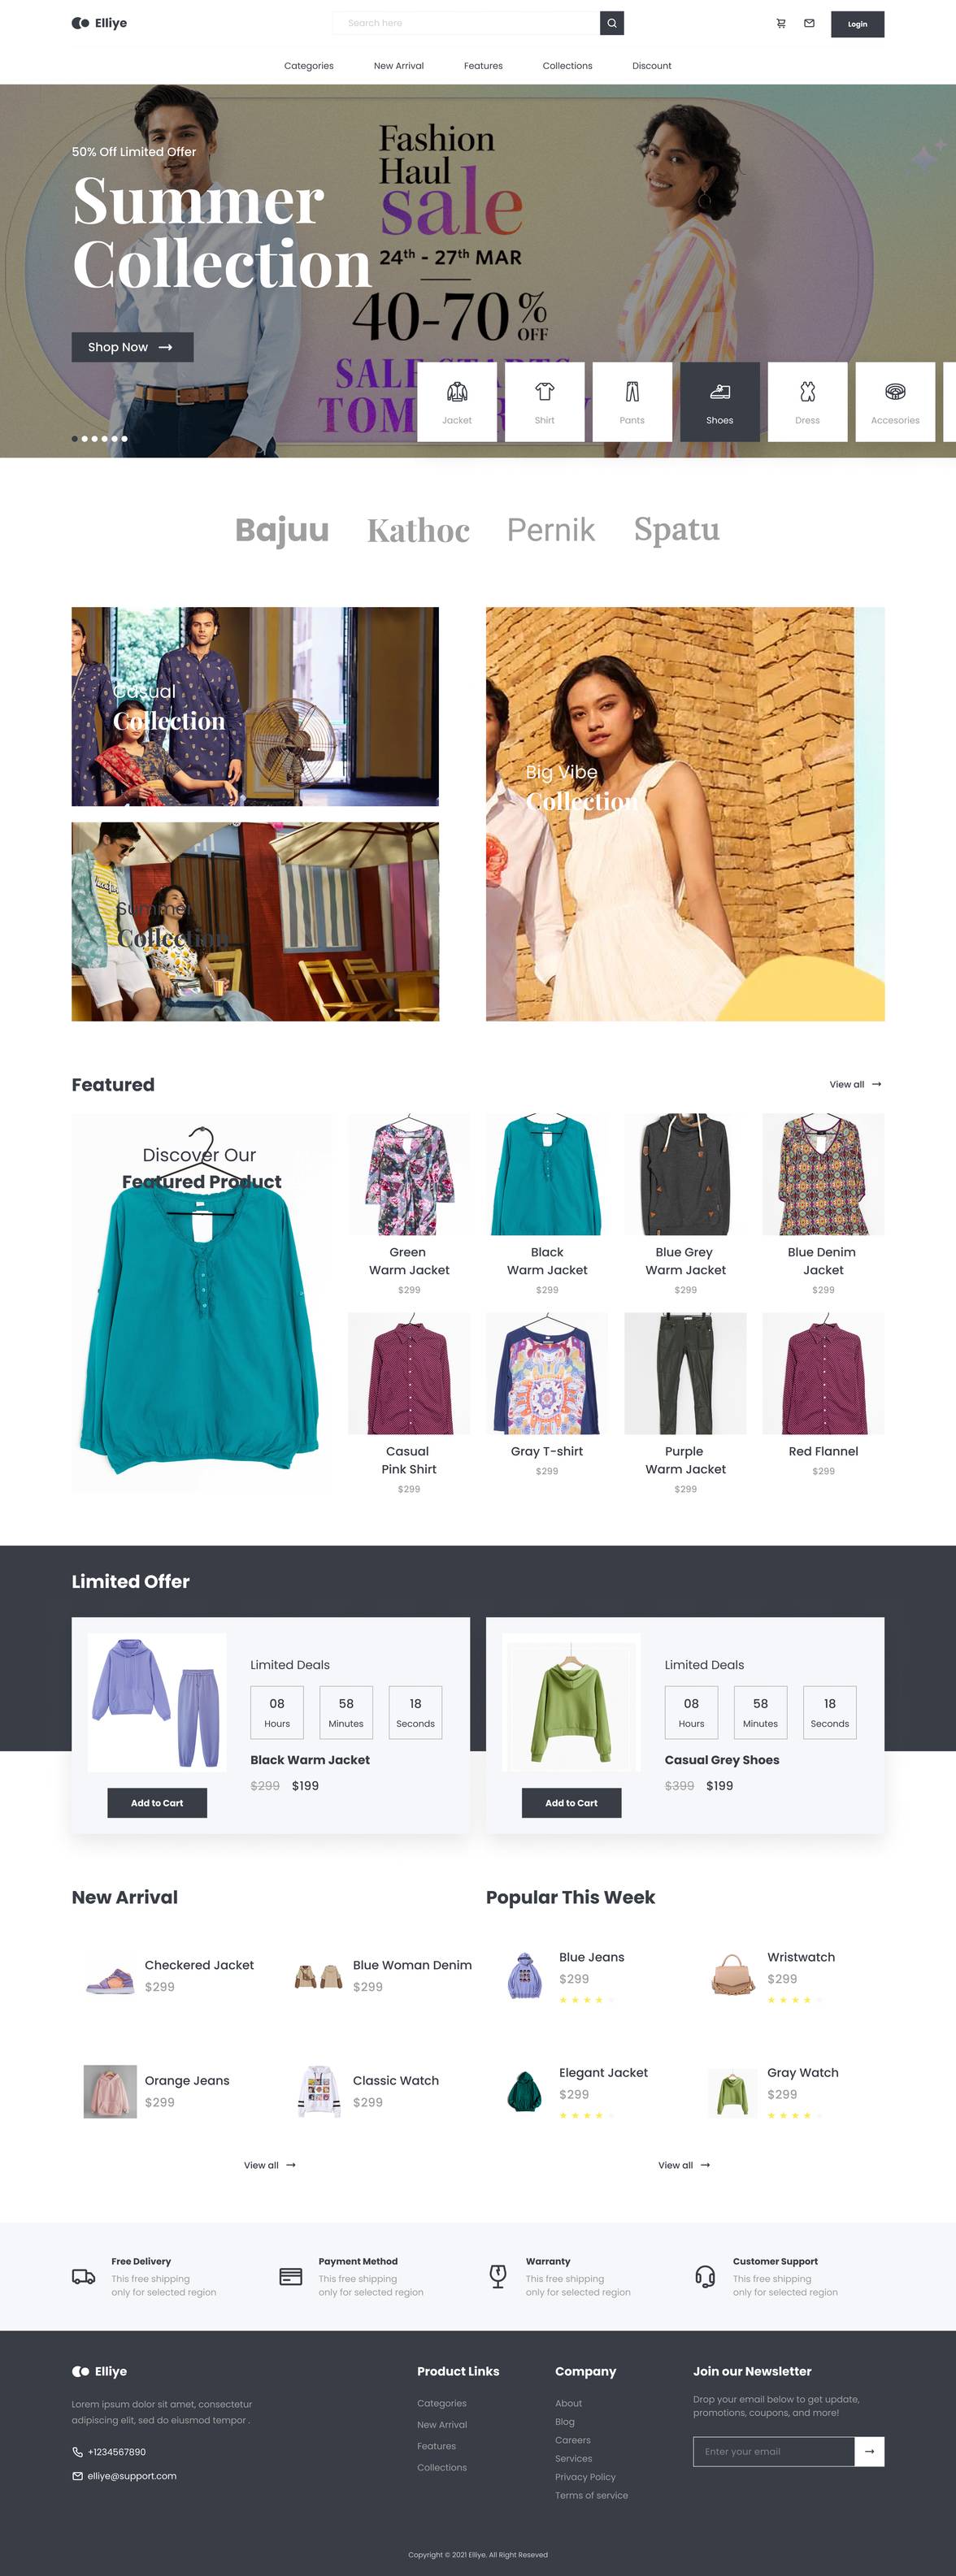 Elliye
Search here
Login
Categories
New Arrival
Features
Collections
Discount
50% Off Limited Offer
Summer
Collection
Shop Now
Fashion
Haul
sale
24th - 27th MAR
40-70% OFF
SALE STARTS
Jacket
Shirt
Pants
Shoes
Dress
Accesories
Bajuu
Kathoc
Pernik
Spatu
Casual
Collection
Summer
Collection
Big Vibe
Collection
Featured
View all
Discover Our
Featured Product
Green
Warm Jacket
$299
Black
Warm Jacket
$299
Blue Grey
Warm Jacket
$299
Blue Denim
Jacket
$299
Casual
Pink Shirt
$299
Gray T-shirt
$299
Purple
Warm Jacket
$299
Red Flannel
$299
Limited Offer
Limited Deals
08
Hours
58
Minutes
18
Seconds
Black Warm Jacket
$299 $199
Add to Cart
Limited Deals
08
Hours
58
Minutes
18
Seconds
Casual Grey Shoes
$399 $199
Add to Cart
New Arrival
Checkered Jacket
$299
Blue Woman Denim
$299
Orange Jeans
$299
Classic Watch
$299
View all
Popular This Week
Blue Jeans
$299
Wristwatch
$299
Elegant Jacket
$299
Gray Watch
$299
View all
Free Delivery
This free shipping
only for selected region
Payment Method
This free shipping
only for selected region
Warranty
This free shipping
only for selected region
Customer Support
This free shipping
only for selected region
Elliye
Lorem ipsum dolor sit amet, consectetur
adipiscing elit, sed do eiusmod tempor .
+1234567890
elliye@support.com
Product Links
Categories
New Arrival
Features
Collections
Company
About
Blog
Careers
Services
Privacy Policy
Terms of service
Join our Newsletter
Drop your email below to get update,
promotions, coupons, and more!
Enter your email
Copyright © 2021 Elliye. All Right Reseved